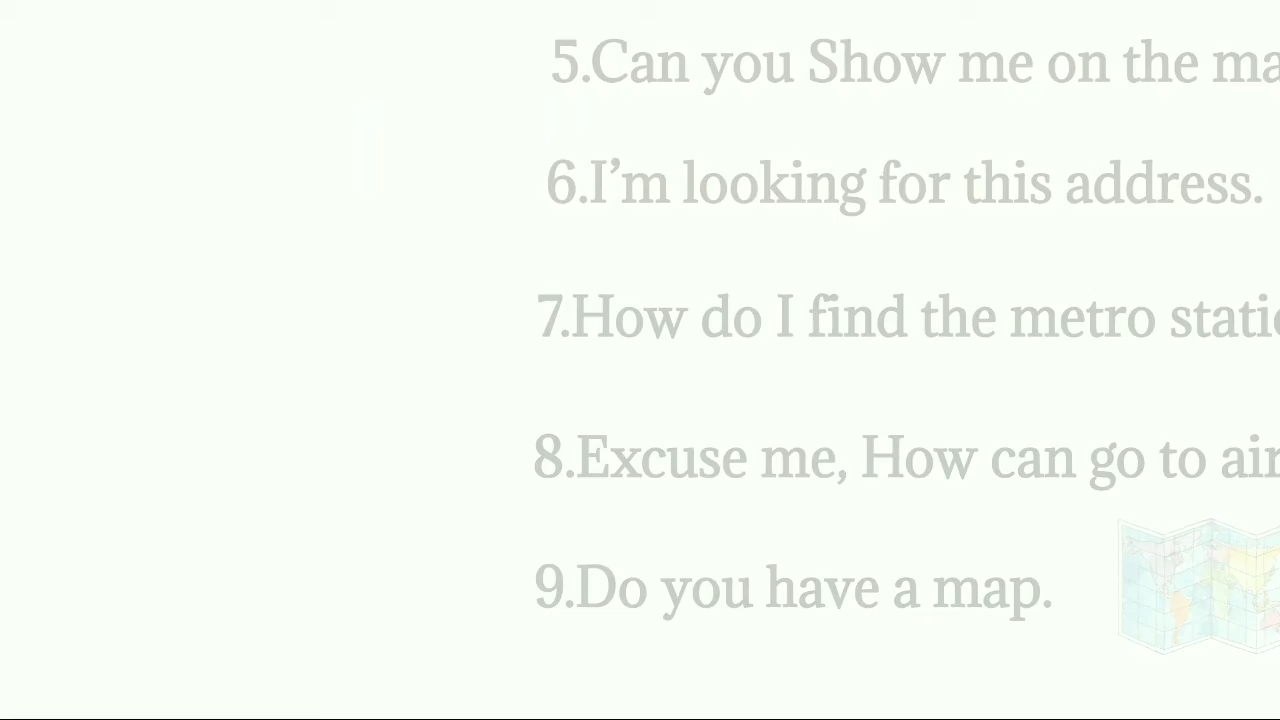 5.Can you Show me on the ma
6.I’m looking for this address.
7.How do I find the metro static
8.Excuse me, How can go to air
9.Do you have a map.